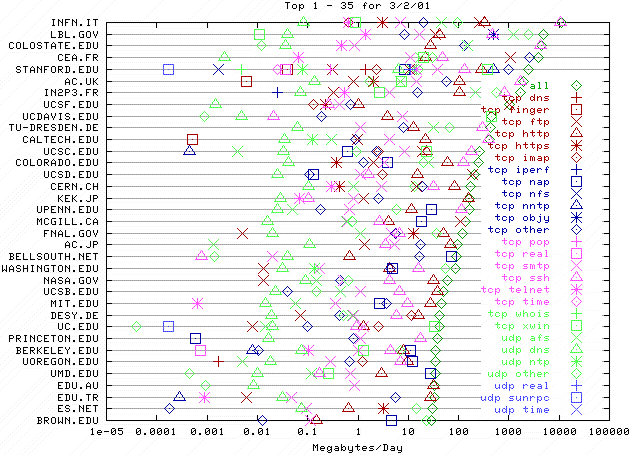 Top 1 - 35 for 3/2/01
INFN.IT
LBL.GOV
COLOSTATE.EDU
CEA.FR
STANFORD.EDU
AC.UK
IN2P3.FR
UCSF.EDU
UCDAVIS.EDU
TU-DRESDEN.DE
CALTECH.EDU
UCSC.EDU
COLORADO.EDU
UCSD.EDU
CERN.CH
KEK.JP
UPENN.EDU
MCGILL.CA
FNAL.GOV
AC.JP
BELLSOUTH.NET
WASHINGTON.EDU
NASA.GOV
UCSB.EDU
MIT.EDU
DESY.DE
UC.EDU
PRINCETON.EDU
BERKELEY.EDU
UOREGON.EDU
UMD.EDU
EDU.AU
EDU.TR
ES.NET
BROWN.EDU
all
tcp dns
tcp finger
tcp ftp
tcp http
tcp https
tcp imap
tcp iperf
tcp nap
tcp nfs
tcp nntp
tcp objy
tcp other
tcp pop
tcp real
tcp smtp
tcp ssh
tcp telnet
tcp time
tcp whois
tcp xwin
udp afs
udp dns
udp ntp
udp other
udp real
udp sunrpc
udp time
1e-05 0.0001 0.001 0.01 0.1 1 10 100 1000 10000 100000
Megabytes/Day